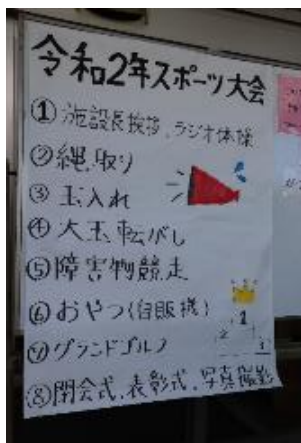 令和2年スポーツ大会
①施設長挨拶、ラジオ体操
②縄取り
③玉入れ
④大玉転がし
⑤障害物競走
⑥おやつ(自販機)
⑦グランドゴルフ
⑧閉会式、表彰式、写真撮影
1
2